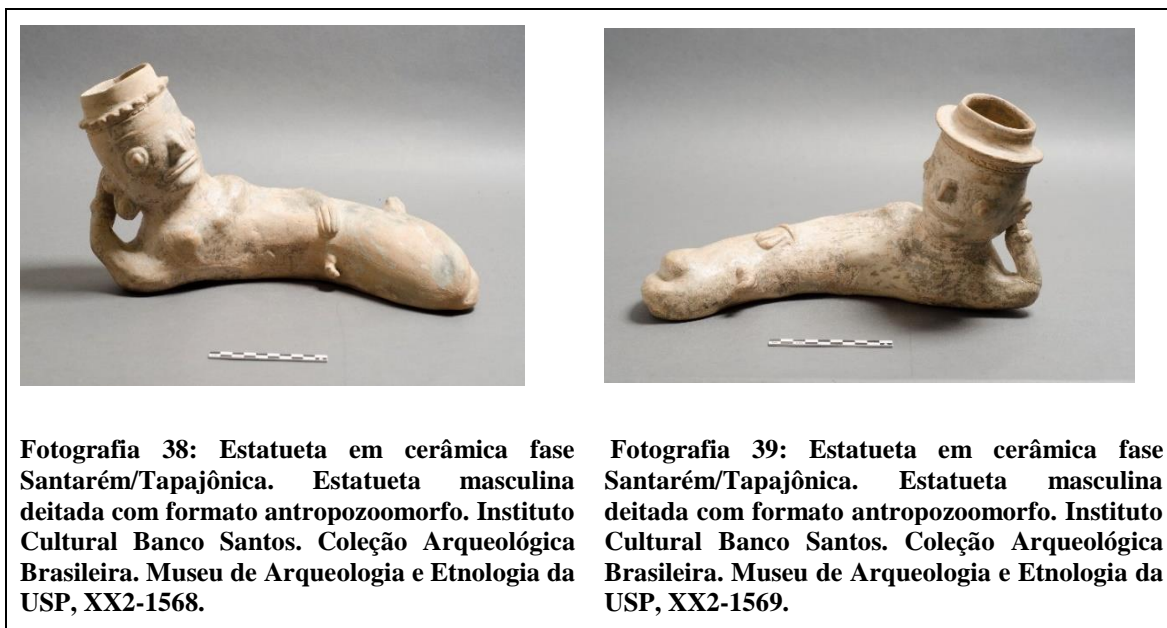 Fotografia 38: Estatueta em cerâmica fase
Santarém/Tapajônica. Estatueta masculina
deitada com formato antropozoomorfo. Instituto
Cultural Banco Santos. Coleção Arqueológica
Brasileira. Museu de Arqueologia e Etnologia da
USP, XX2-1568.
Fotografia 39: Estatueta em cerâmica fase
Santarém/Tapajônica. Estatueta masculina
deitada com formato antropozoomorfo. Instituto
Cultural Banco Santos. Coleção Arqueológica
Brasileira. Museu de Arqueologia e Etnologia da
USP, XX2-1569.